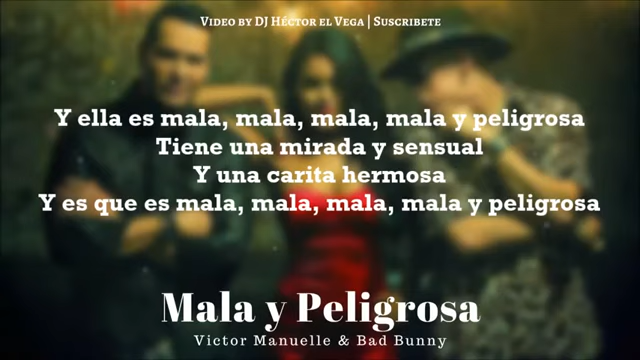 Video by DJ Héctor el Vega | Suscribete
Y ella es mala, mala, mala, mala y peligrosa
Tiene una mirada y sensual
Y una carita hermosa
Y es que es mala, mala, mala, mala y peligrosa
Mala y Peligrosa
Victor Manuelle & Bad Bunny